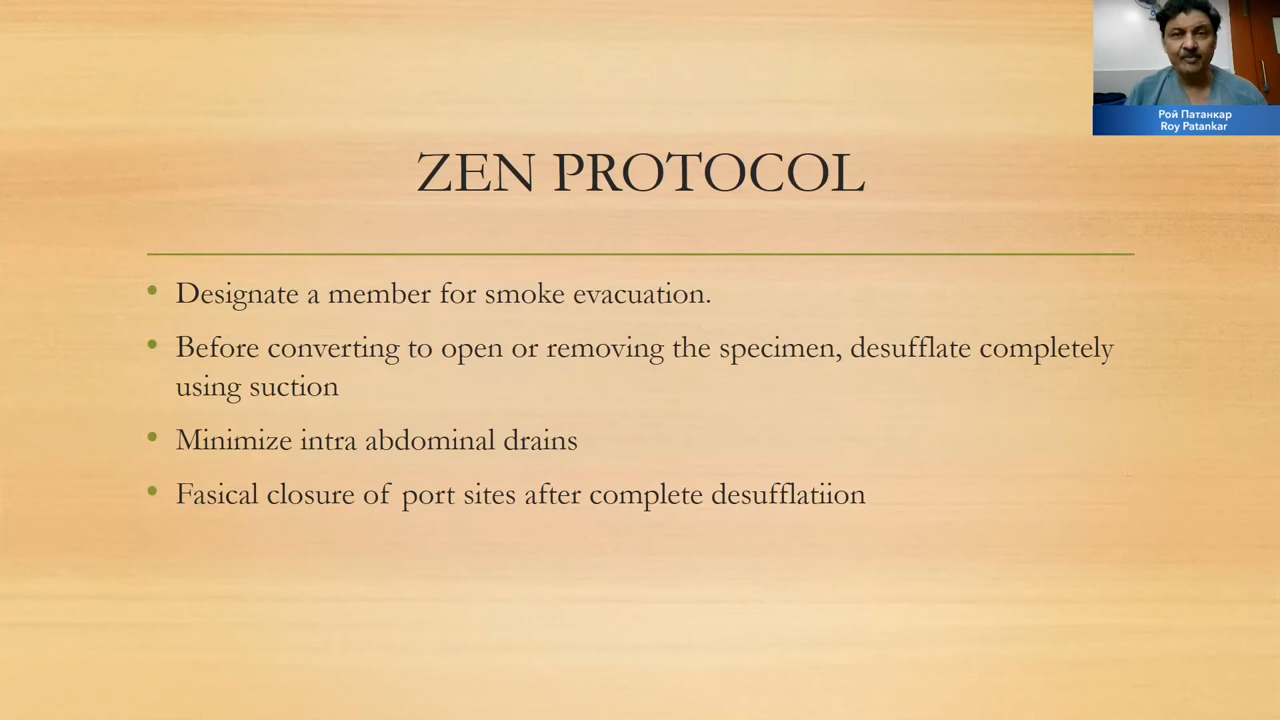 Рой Патанкар
Roy Patankar
ZEN PROTOCOL
• Designate a member for smoke evacuation.
• Before converting to open or removing the specimen, desufflate completely
using suction
• Minimize intra abdominal drains
• Fasical closure of port sites after complete desufflatiion